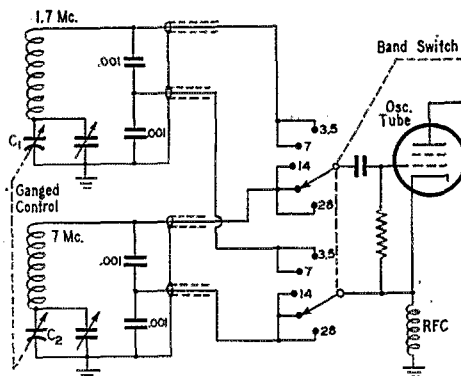 1.7 Mc.
.001
.001
C1
Ganged
Control
7 Mc.
.001
.001
C2
3.5
7
14
28
3.5
7
14
28
Band Switch
Osc.
Tube
RFC